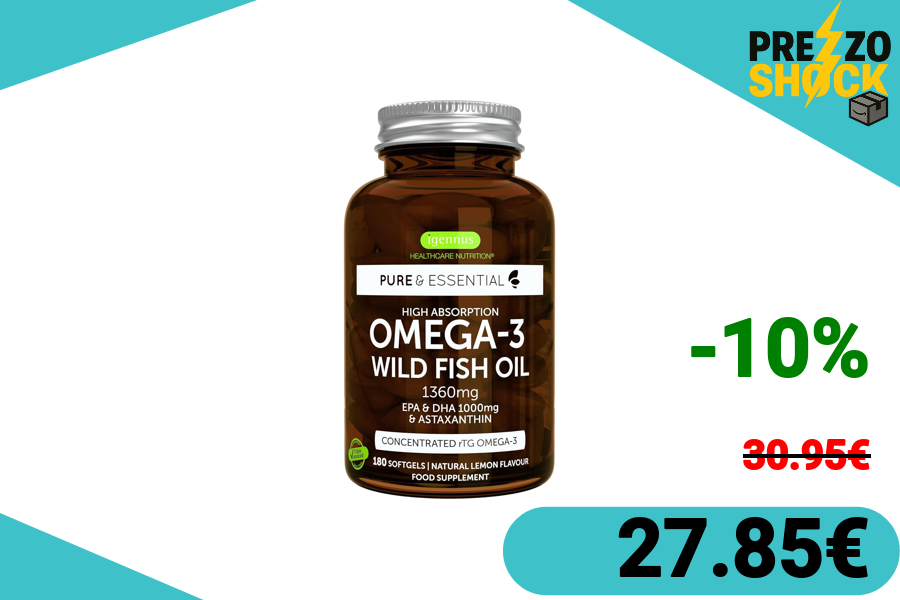 PREZZO
SHOCK
igennus
HEALTHCARE NUTRITION®
PURE & ESSENTIAL
HIGH ABSORPTION
OMEGA-3
WILD FISH OIL
1360mg
EPA & DHA 1000mg
& ASTAXANTHIN
CONCENTRATED rTG OMEGA-3
180 SOFTGELS | NATURAL LEMON FLAVOUR
FOOD SUPPLEMENT
-10%
30.95€
27.85€